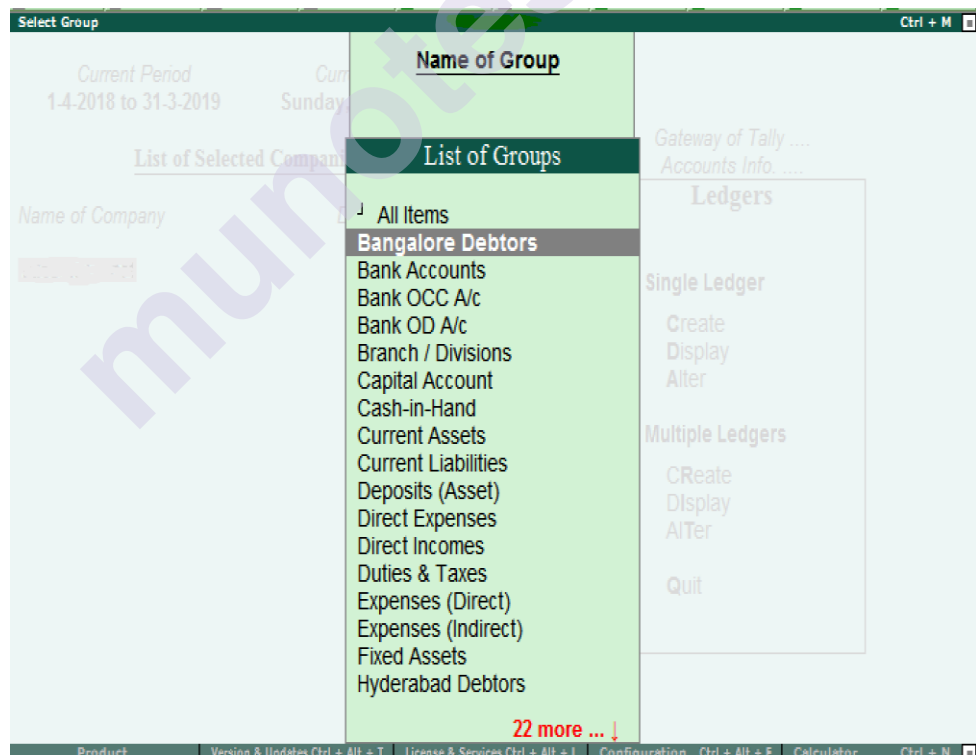 Select Group Ctrl + M
Name of Group
Current Period Curr
1-4-2018 to 31-3-2019 Sunday,
List of Selected Compani
Name of Company
List of Groups
All Items
Bangalore Debtors
Bank Accounts
Bank OCC A/c
Bank OD A/c
Branch / Divisions
Capital Account
Cash-in-Hand
Current Assets
Current Liabilities
Deposits (Asset)
Direct Expenses
Direct Incomes
Duties & Taxes
Expenses (Direct)
Expenses (Indirect)
Fixed Assets
Hyderabad Debtors
22 more ... ↓
Gateway of Tally ....
Accounts Info. ....
Ledgers
Single Ledger
Create
Display
Alter
Multiple Ledgers
CReate
DIsplay
AlTer
Quit
munotes
Product Version & Updates Ctrl + Alt + T License & Services Ctrl + Alt + L Configuration Ctrl + Alt + F Calculator Ctrl + N